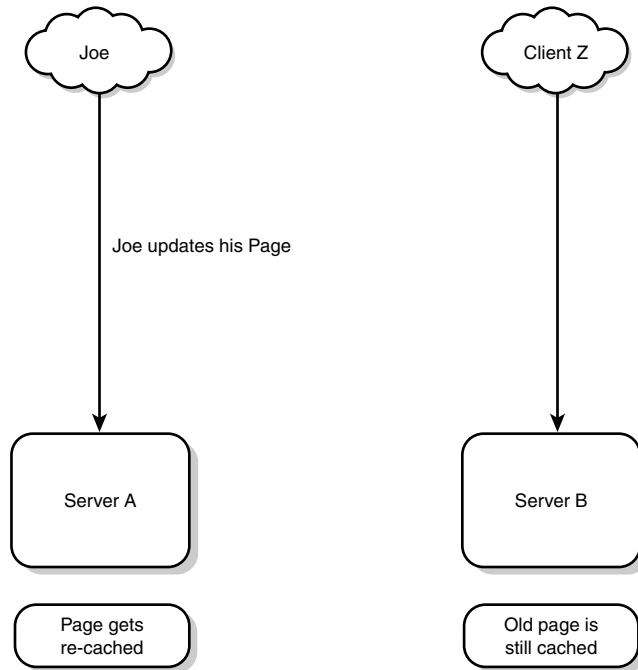 Joe
Client Z
Joe updates his Page
Server A
Server B
Page gets
re-cached
Old page is
still cached